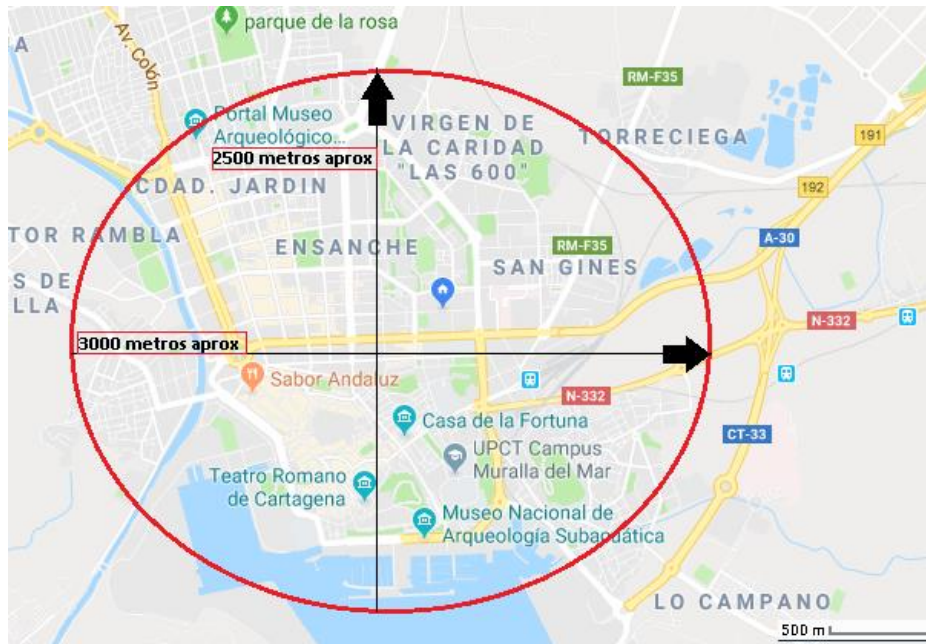 parque de la rosa
A
Av. Colón
RM-F35
Portal Museo
Arqueológico...
VIRGEN DE
LA CARIDAD
"LAS 600"
TORRECIEGA
191
2500 metros aprox
192
CDAD. JARDIN
TOR RAMBLA
ENSANCHE
A-30
RM-F35
SAN GINES
S DE
LLA
N-332
3000 metros aprox
Sabor Andaluz
N-332
Casa de la Fortuna
CT-33
UPCT Campus
Muralla del Mar
Teatro Romano
de Cartagena
Museo Nacional de
Arqueología Subacuática
LO CAMPANO
500 m